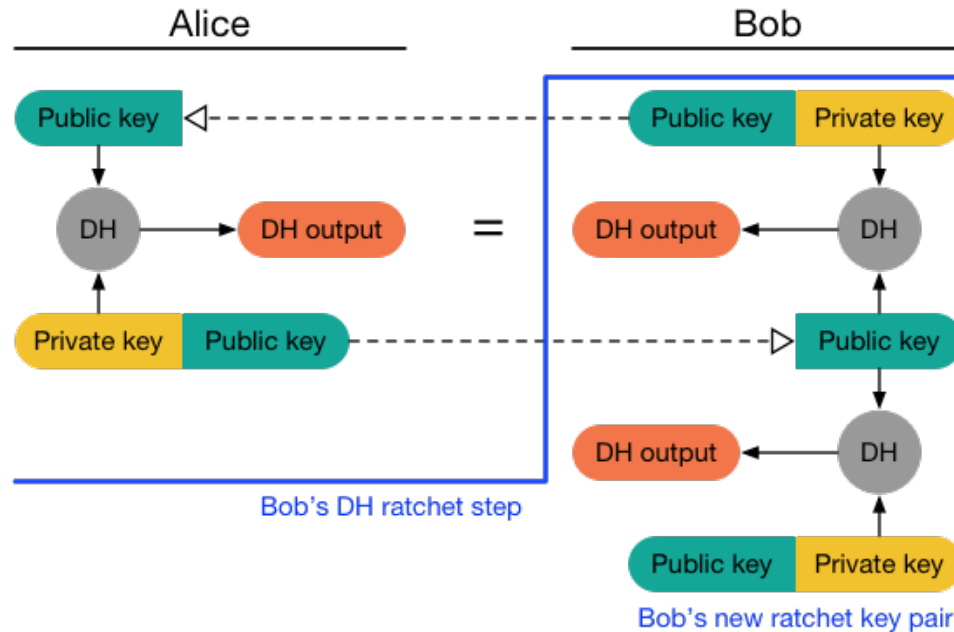 Alice
Bob
Public key
Public key Private key
DH
DH output
=
DH output
DH
Private key Public key
Public key
DH output
DH
Bob’s DH ratchet step
Public key Private key
Bob’s new ratchet key pair